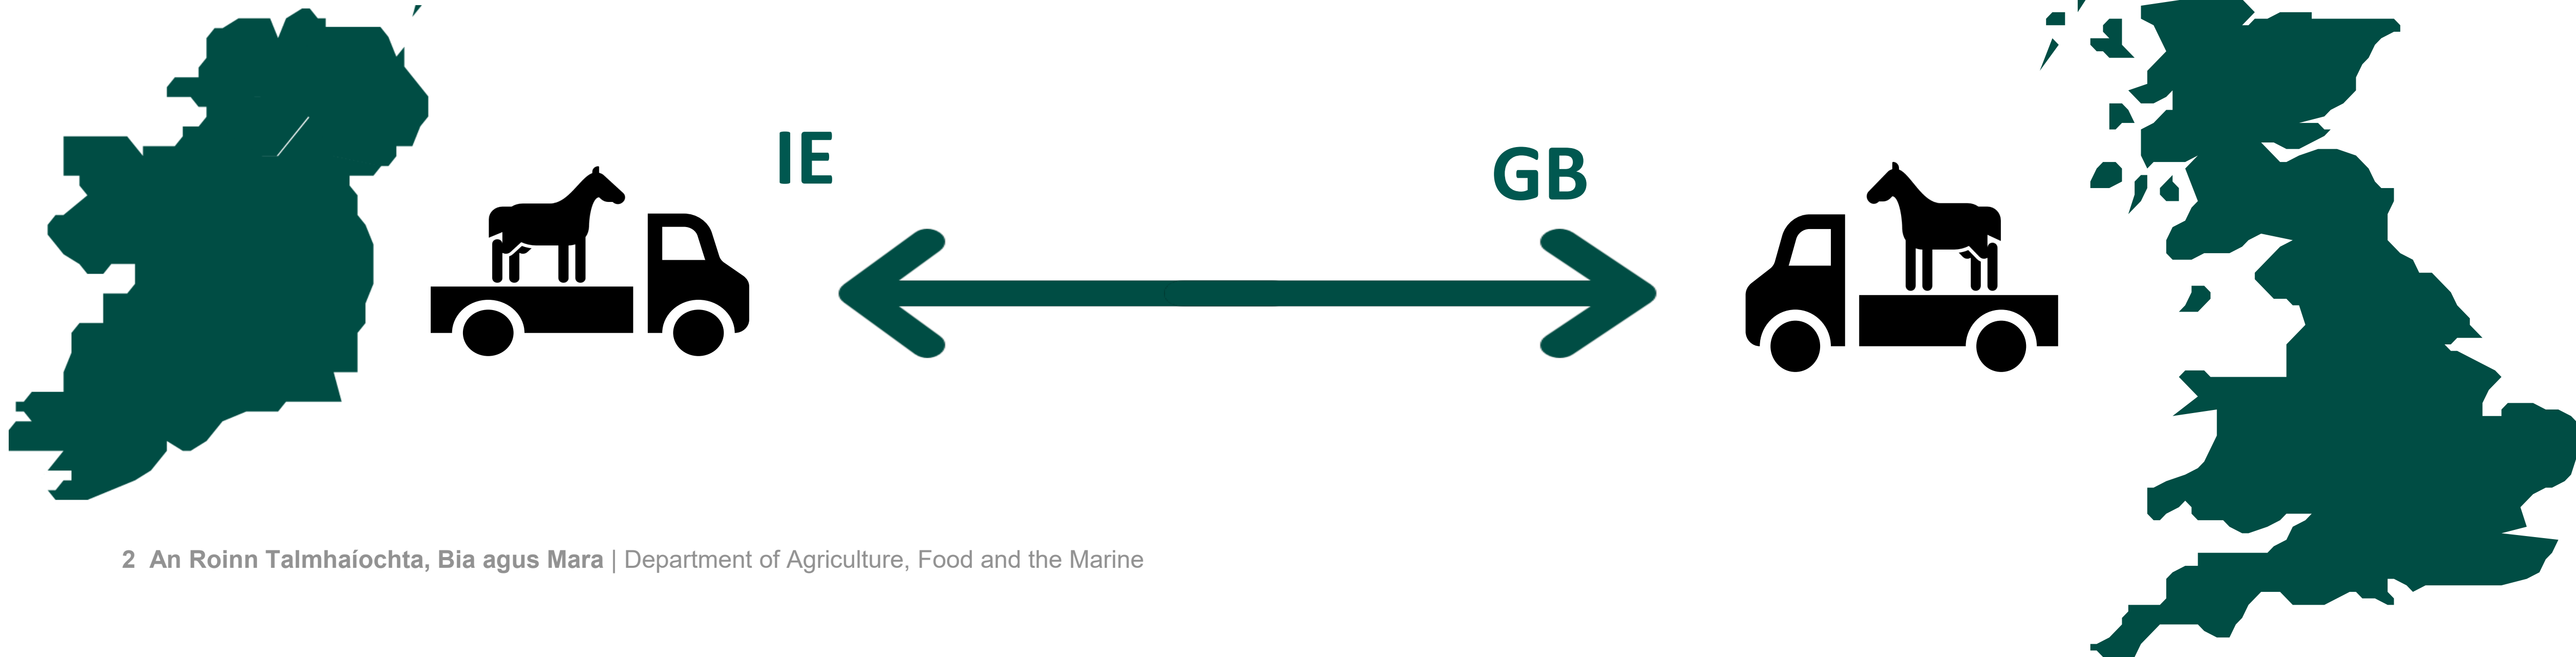 IE
GB
2 An Roinn Talmhaíochta, Bia agus Mara | Department of Agriculture, Food and the Marine